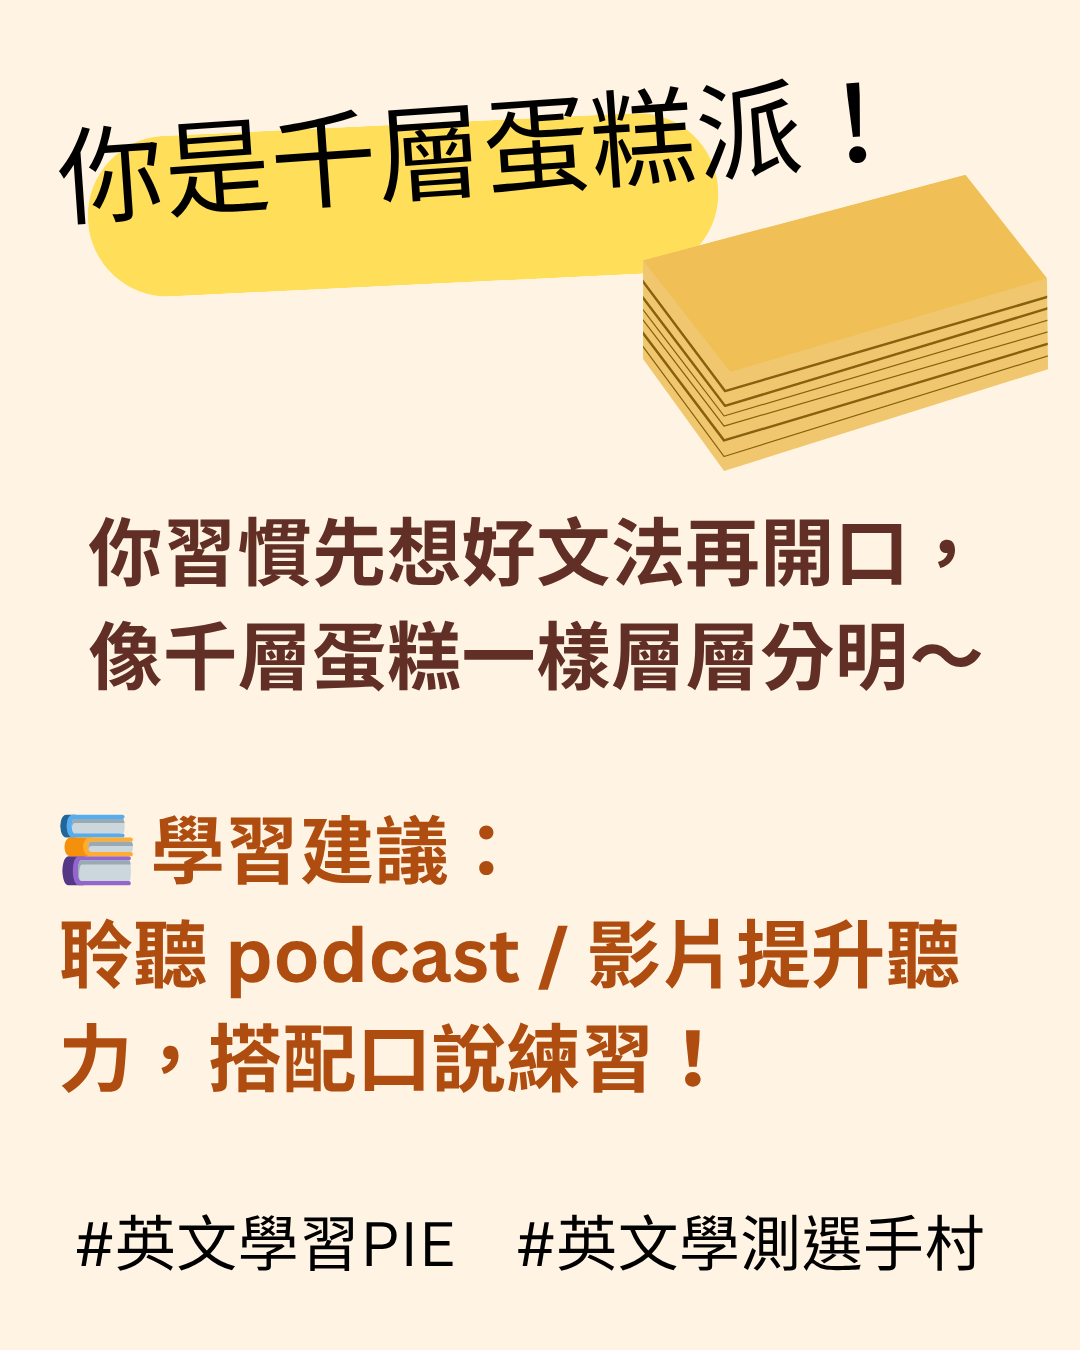 你是千層蛋糕派！
你習慣先想好文法再開口，
像千層蛋糕一樣層層分明～
📚 學習建議：
聆聽 podcast / 影片提升聽
力，搭配口說練習！
#英文學習PIE #英文學測選手村